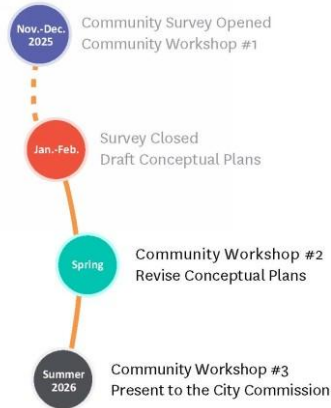 Nov.-Dec.
2025
Community Survey Opened
Community Workshop #1
Jan.-Feb.
Survey Closed
Draft Conceptual Plans
Spring
Community Workshop #2
Revise Conceptual Plans
Summer
2026
Community Workshop #3
Present to the City Commission